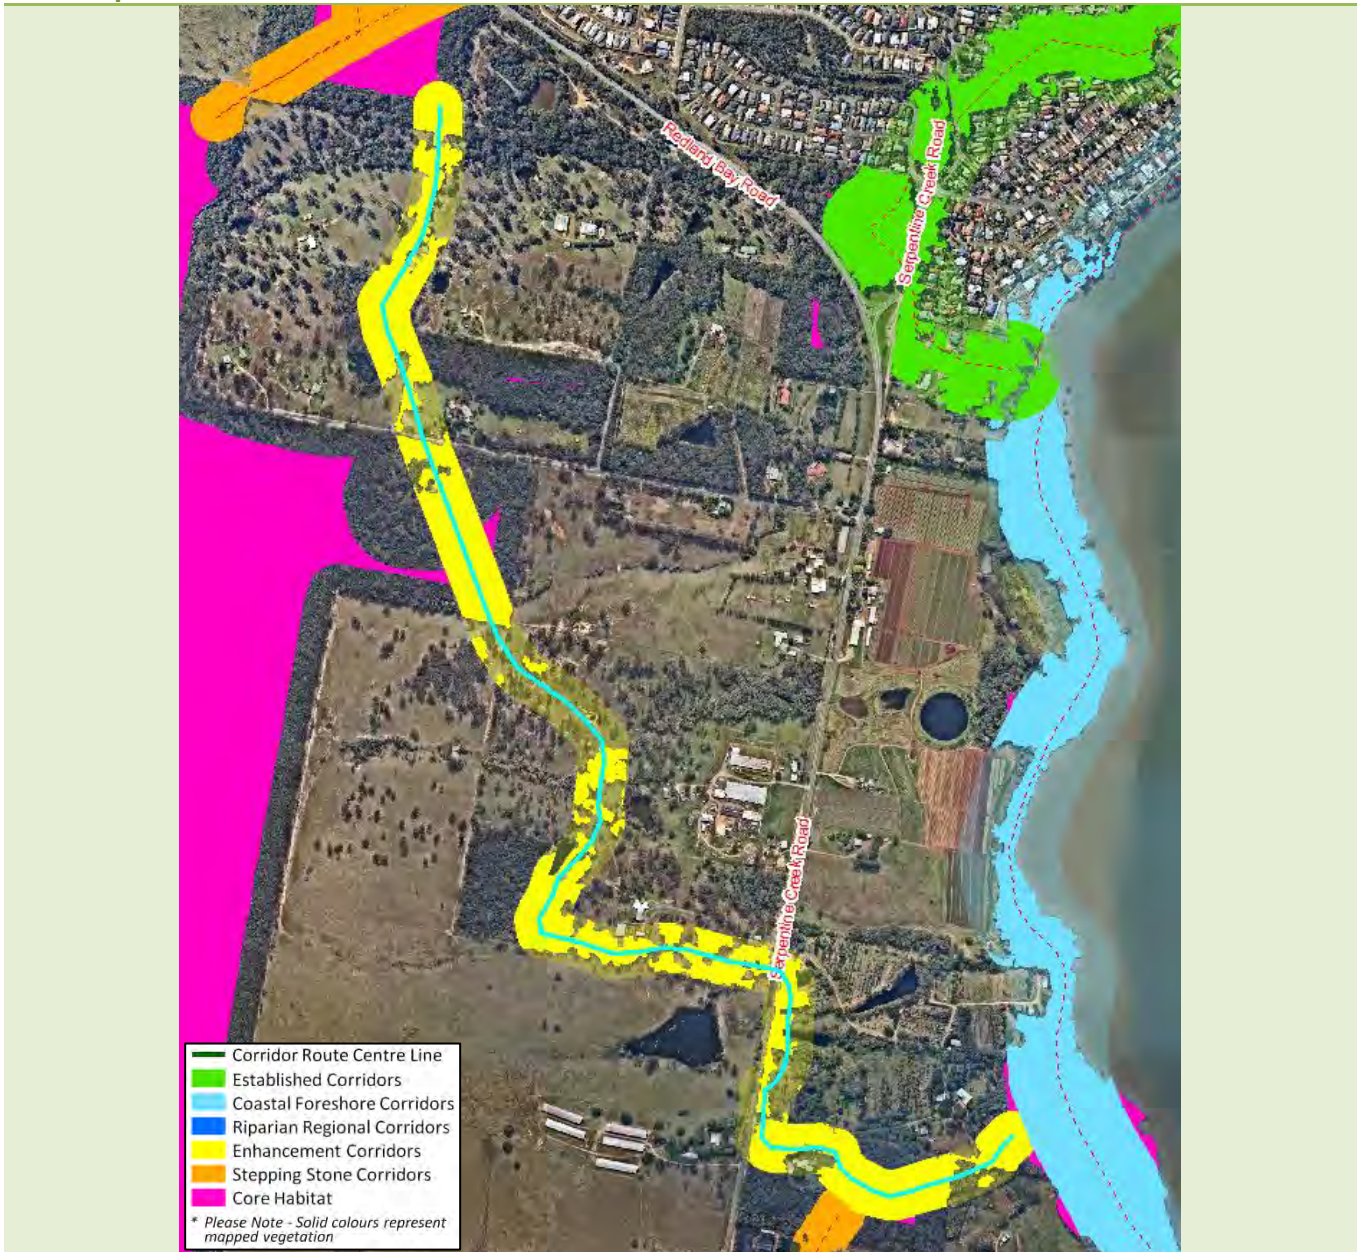 Redland Bay Road
Serpentine Creek Road
Serpentine Creek Road
Corridor Route Centre Line
Established Corridors
Coastal Foreshore Corridors
Riparian Regional Corridors
Enhancement Corridors
Stepping Stone Corridors
Core Habitat
* Please Note - Solid colours represent
mapped vegetation